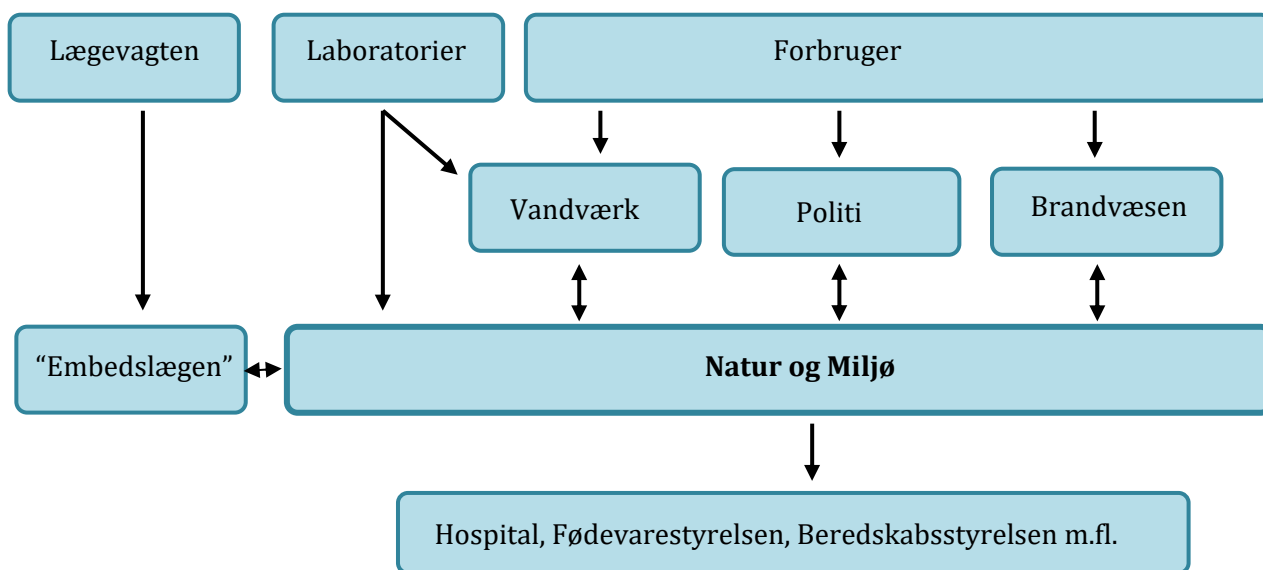 Lægevagten
Laboratorier
Forbruger
Vandværk
Politi
Brandvæsen
“Embedslægen”
Natur og Miljø
Hospital, Fødevarestyrelsen, Beredskabsstyrelsen m.fl.